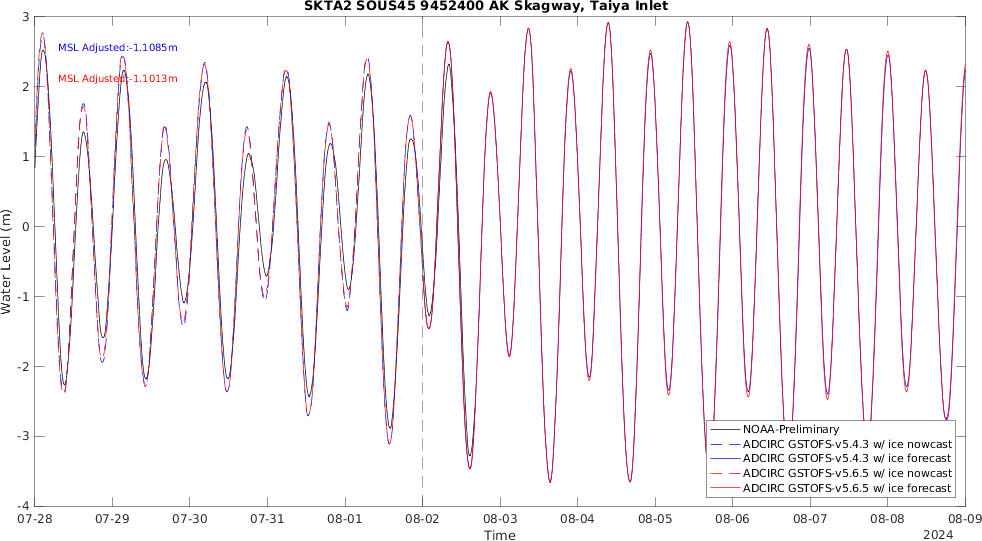 SKTA2 SOUS45 9452400 AK Skagway, Taiya Inlet
MSL Adjusted:-1.1085m
MSL Adjusted:-1.1013m
Water Level (m)
3
2
1
0
-1
-2
-3
-4
NOAA-Preliminary
ADCIRC GSTOFS-v5.4.3 w/ ice nowcast
ADCIRC GSTOFS-v5.4.3 w/ ice forecast
ADCIRC GSTOFS-v5.6.5 w/ ice nowcast
ADCIRC GSTOFS-v5.6.5 w/ ice forecast
07-28 07-29 07-30 07-31 08-01 08-02 08-03 08-04 08-05 08-06 08-07 08-08 08-09
Time
2024